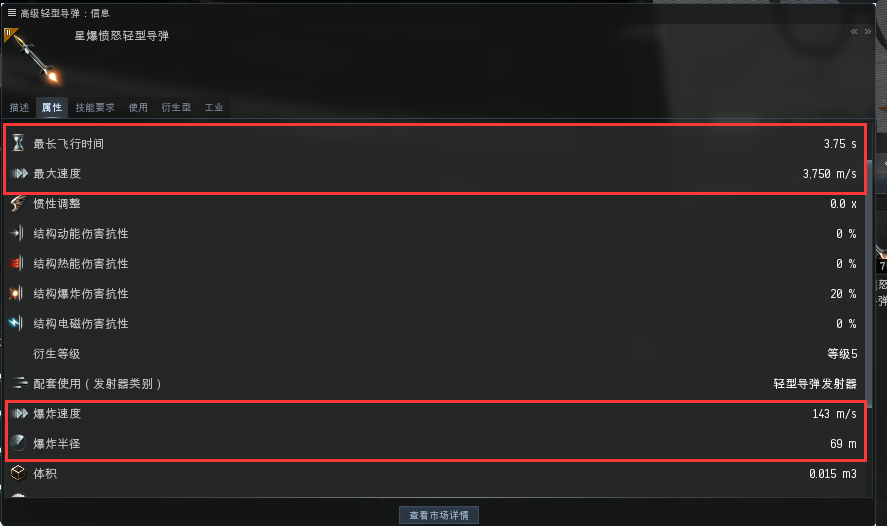 高级轻型导弹：信息
II
星爆愤怒轻型导弹
« »
描述 属性 技能要求 使用 衍生型 工业
最长飞行时间 3.75 s
最大速度 3,750 m/s
惯性调整 0.0 x
结构动能伤害抗性 0 %
结构热能伤害抗性 0 %
结构爆炸伤害抗性 20 %
结构电磁伤害抗性 0 %
衍生等级 等级5
配套使用（发射器类别） 轻型导弹发射器
爆炸速度 143 m/s
爆炸半径 69 m
体积 0.015 m3
查看市场详情
7